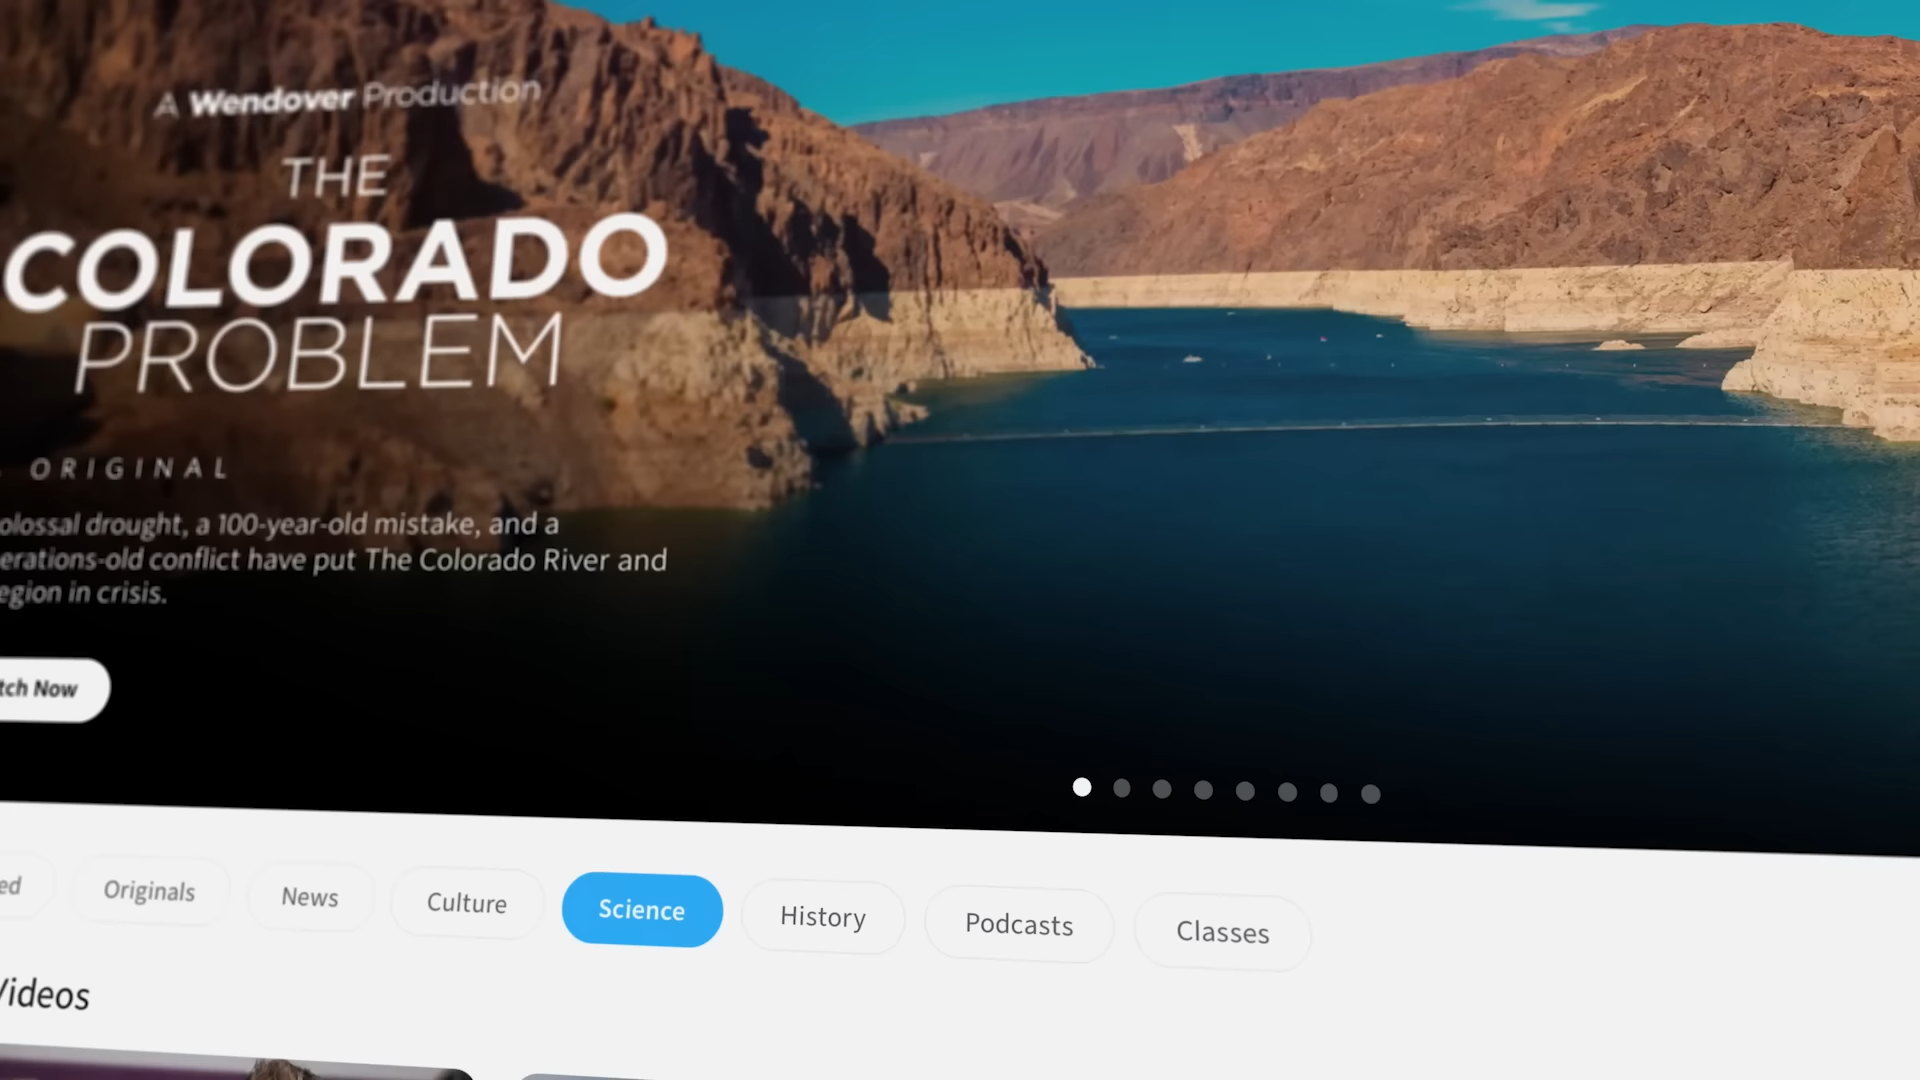 A Wendover Production
THE
COLORADO
PROBLEM
ORIGINAL
olossal drought, a 100-year-old mistake, and a
erations-old conflict have put The Colorado River and
egion in crisis.
tch Now
ed
Originals
News
Culture
Science
History
Podcasts
Classes
Videos